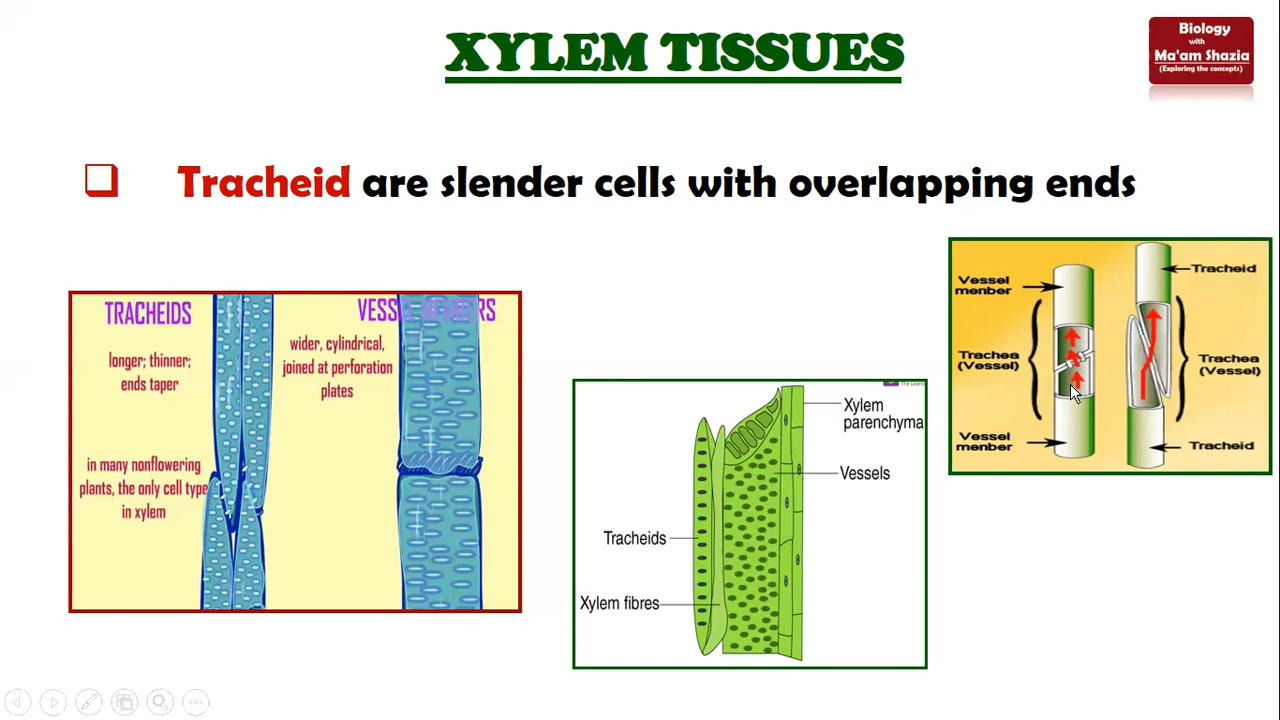 XYLEM TISSUES
Biology
with
Ma'am Shazia
(Exploring the concepts)
Tracheid are slender cells with overlapping ends
TRACHEIDS
longer; thinner;
ends taper
in many nonflowering
plants, the only cell type
in xylem
VESSEL MEMBERS
wider, cylindrical,
joined at perforation
plates
Xylem
parenchyma
Vessels
Tracheids
Xylem fibres
Vessel
menber
Trachea
(Vessel)
Vessel
menber
Tracheid
Trachea
(Vessel)
Tracheid